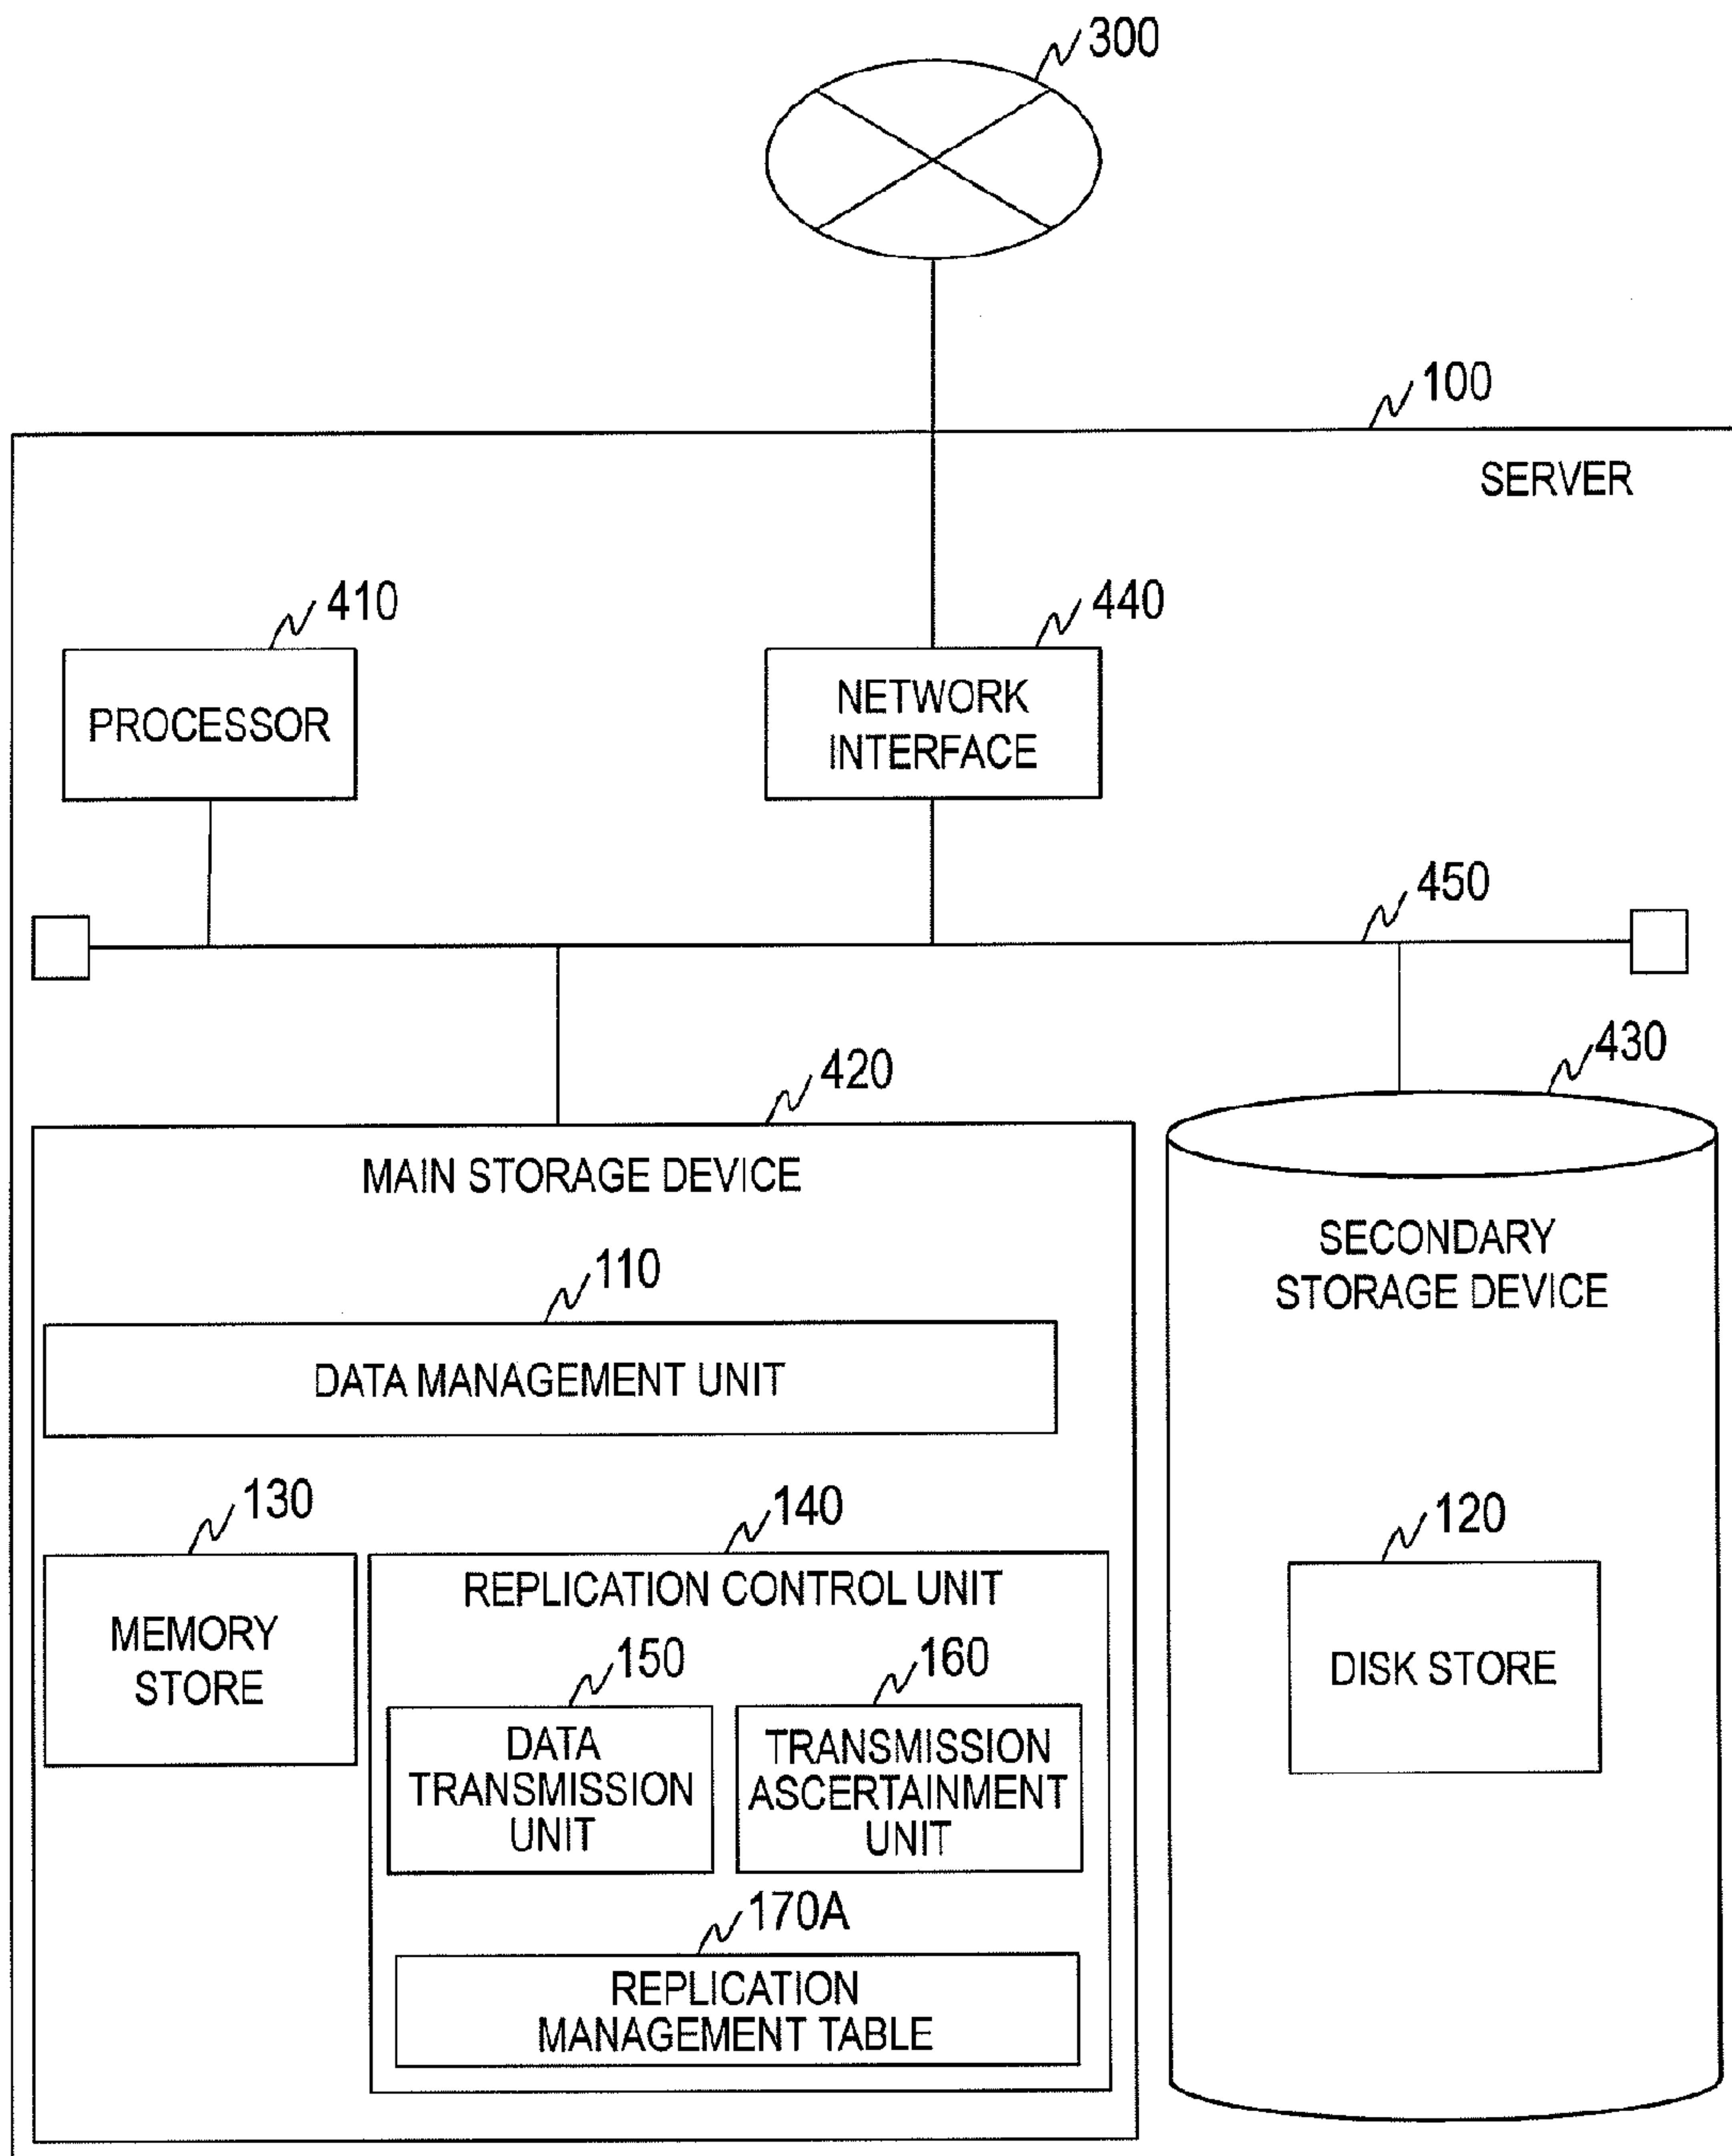 300
100
SERVER
410
440
PROCESSOR
NETWORK
INTERFACE
450
420
430
MAIN STORAGE DEVICE
SECONDARY
STORAGE DEVICE
110
DATA MANAGEMENT UNIT
130
140
120
MEMORY
STORE
REPLICATION CONTROL UNIT
DISK STORE
150
160
DATA
TRANSMISSION
UNIT
TRANSMISSION
ASCERTAINMENT
UNIT
170A
REPLICATION
MANAGEMENT TABLE